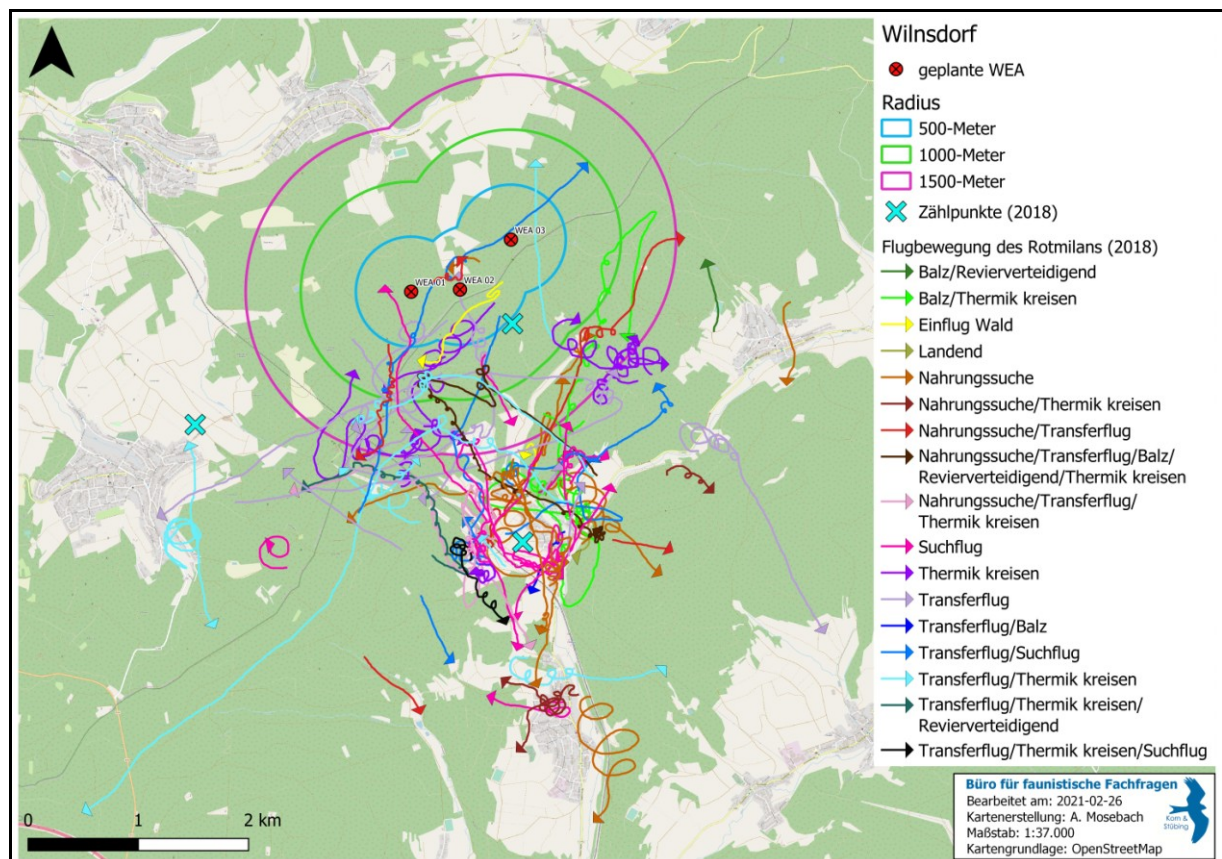 Wilnsdorf
geplante WEA
Radius
500-Meter
1000-Meter
1500-Meter
Zählpunkte (2018)
Flugbewegung des Rotmilans (2018)
Balz/Revierverteidigend
Balz/Thermik kreisen
Einflug Wald
Landend
Nahrungssuche
Nahrungssuche/Thermik kreisen
Nahrungssuche/Transferflug
Nahrungssuche/Transferflug/Balz/
Revierverteidigend/Thermik kreisen
Nahrungssuche/Transferflug/
Thermik kreisen
Suchflug
Thermik kreisen
Transferflug
Transferflug/Balz
Transferflug/Suchflug
Transferflug/Thermik kreisen
Transferflug/Thermik kreisen/
Revierverteidigend
Transferflug/Thermik kreisen/Suchflug
WEA 03
WEA 01
WEA 02
0 1 2 km
Büro für faunistische Fachfragen
Bearbeitet am: 2021-02-26
Kartenerstellung: A. Mosebach
Maßstab: 1:37.000
Kartengrundlage: OpenStreetMap
Korn &
Stübing